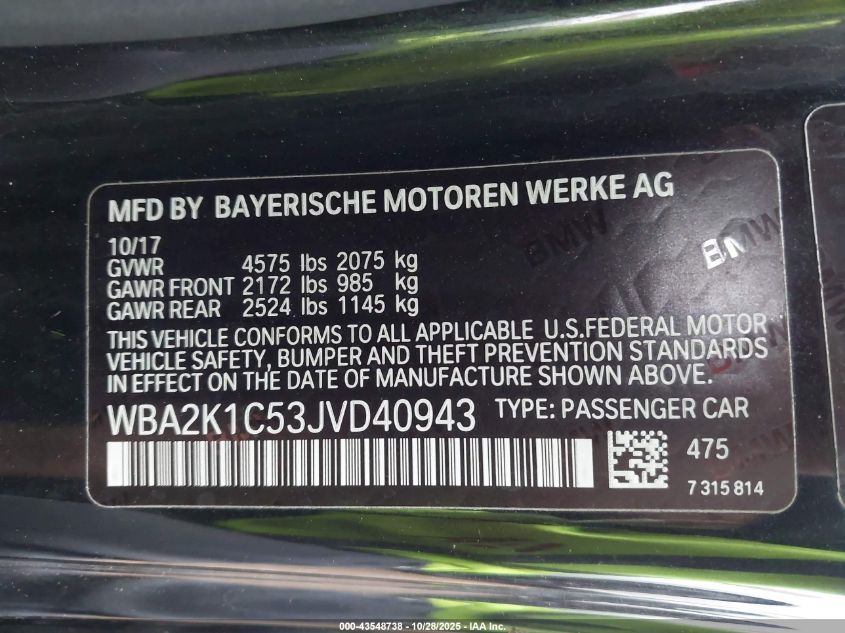 MFD BY BAYERISCHE MOTOREN WERKE AG
10/17
GVWR 4575 lbs 2075 kg
GAWR FRONT 2172 lbs 985 kg
GAWR REAR 2524 lbs 1145 kg
THIS VEHICLE CONFORMS TO ALL APPLICABLE U.S.FEDERAL MOTOR
VEHICLE SAFETY, BUMPER AND THEFT PREVENTION STANDARDS
IN EFFECT ON THE DATE OF MANUFACTURE SHOWN ABOVE.
WBA2K1C53JVD40943 TYPE: PASSENGER CAR
475
7 315 814
BMW
BMW
BMW
000-43548738 - 10/28/2025 - IAA Inc.